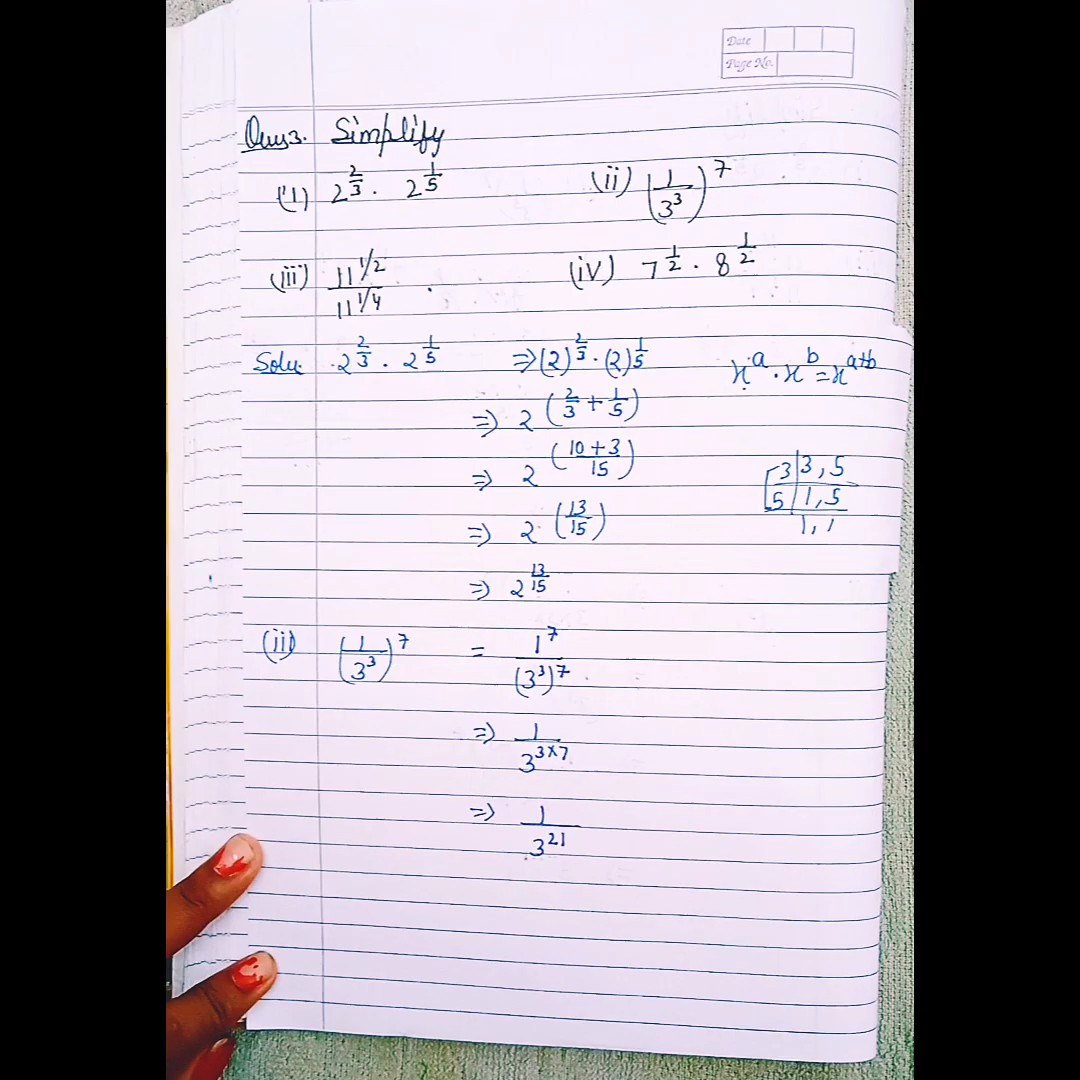 Date
Page No.
Ques3. Simplify
(i) 2^{2/3} · 2^{1/5} (ii) (1/3^3)^7
(iii) 11^{1/2}/11^{1/4} . (iv) 7^{1/2} · 8^{1/2}
Solu. 2^{2/3} · 2^{1/5} ⇒ (2)^{2/3} · (2)^{1/5} x^a · x^b = x^{a+b}
⇒ 2^{(2/3 + 1/5)}
⇒ 2^{(10+3/15)} 3|3,5
5|1,5
⇒ 2^{(13/15)} 1,1
⇒ 2^{13/15}
(ii) (1/3^3)^7 = 1^7/(3^3)^7
⇒ 1/3^{3×7}
⇒ 1/3^{21}